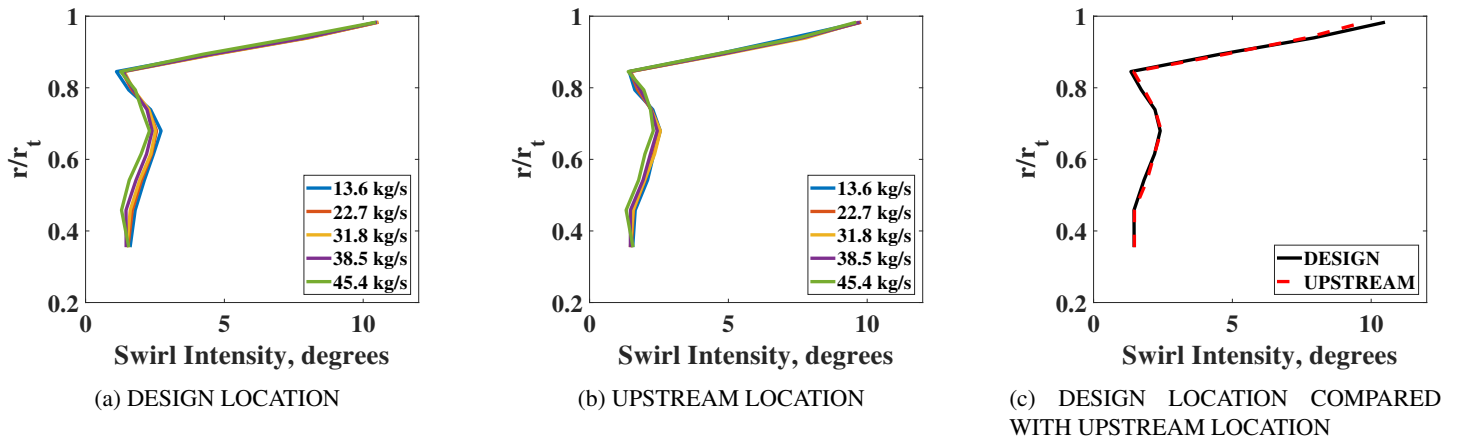 1
0.8
0.6
0.4
0.2
r/r_t
0
5
10
Swirl Intensity, degrees
13.6 kg/s
22.7 kg/s
31.8 kg/s
38.5 kg/s
45.4 kg/s
(a) DESIGN LOCATION
1
0.8
0.6
0.4
0.2
r/r_t
0
5
10
Swirl Intensity, degrees
13.6 kg/s
22.7 kg/s
31.8 kg/s
38.5 kg/s
45.4 kg/s
(b) UPSTREAM LOCATION
1
0.8
0.6
0.4
0.2
r/r_t
0
5
10
Swirl Intensity, degrees
DESIGN
UPSTREAM
(c) DESIGN LOCATION COMPARED
WITH UPSTREAM LOCATION